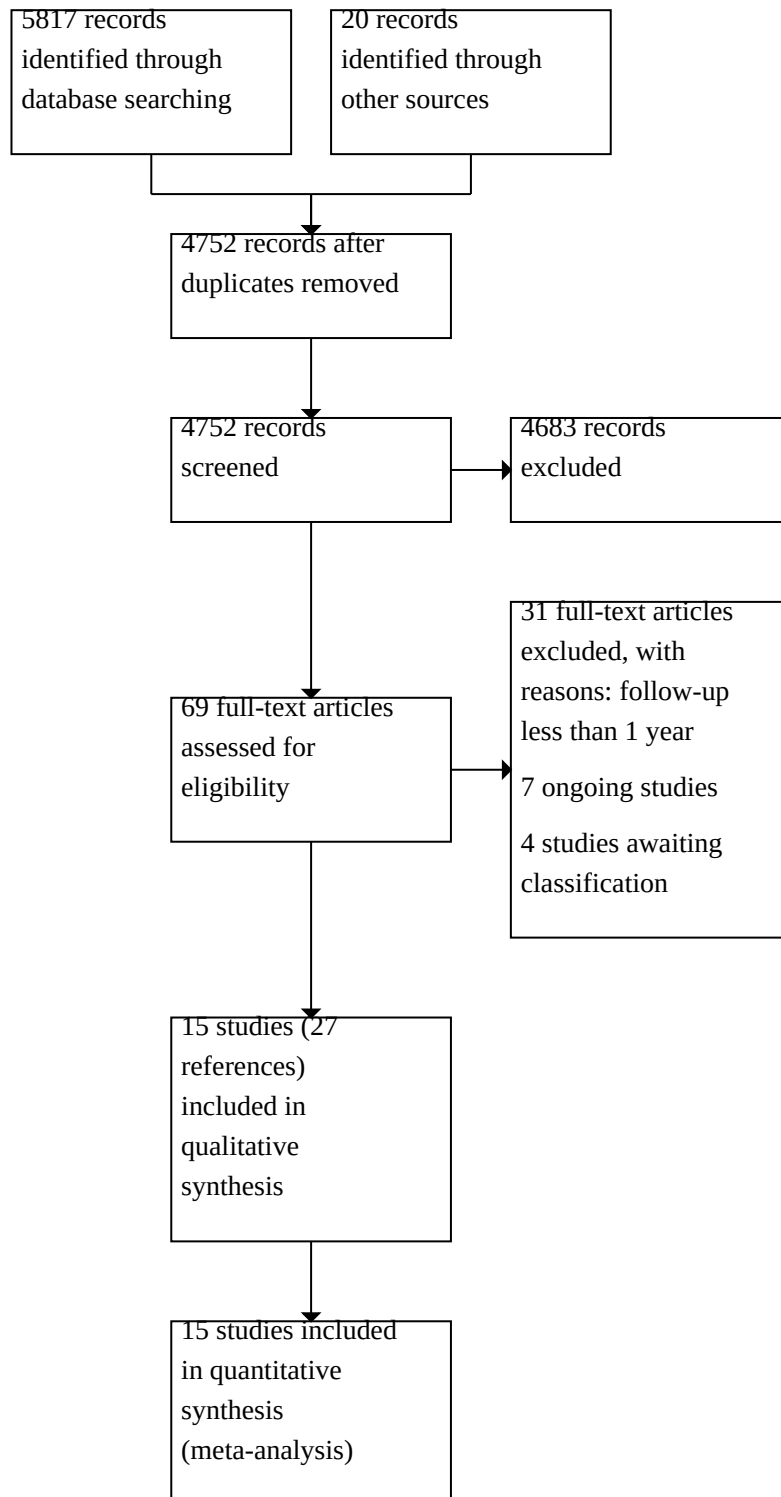 5817 records
identified through
database searching
20 records
identified through
other sources
4752 records after
duplicates removed
4752 records
screened
4683 records
excluded
31 full-text articles
excluded, with
reasons: follow-up
less than 1 year
7 ongoing studies
4 studies awaiting
classification
69 full-text articles
assessed for
eligibility
15 studies (27
references)
included in
qualitative
synthesis
15 studies included
in quantitative
synthesis
(meta-analysis)